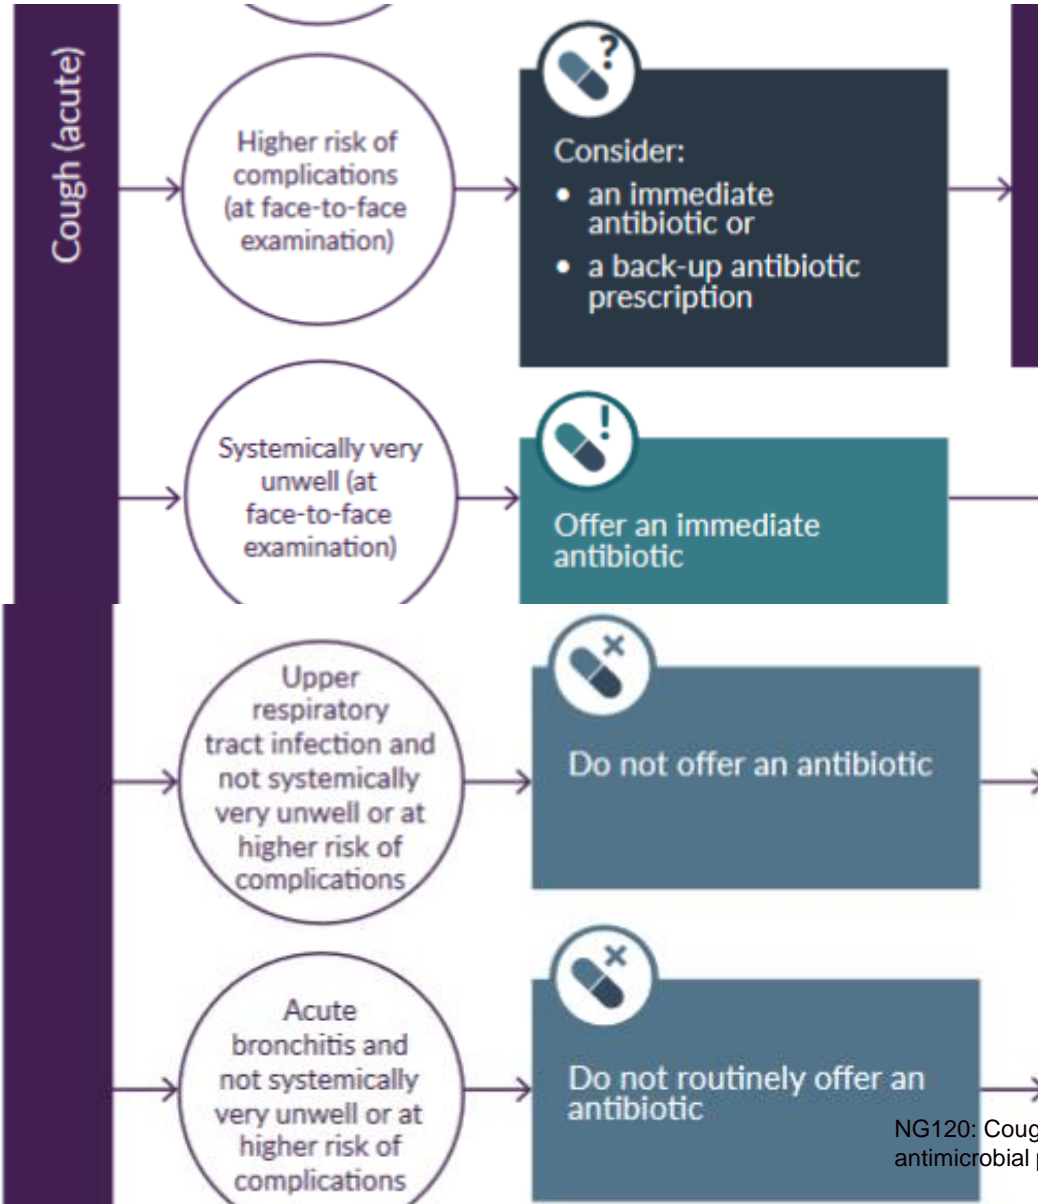 Cough (acute)
Higher risk of
complications
(at face-to-face
examination)
?
Consider:
• an immediate
antibiotic or
• a back-up antibiotic
prescription
Systemically very
unwell (at
face-to-face
examination)
!
Offer an immediate
antibiotic
Upper
respiratory
tract infection and
not systemically
very unwell or at
higher risk of
complications
Do not offer an antibiotic
Acute
bronchitis and
not systemically
very unwell or at
higher risk of
complications
Do not routinely offer an
antibiotic
NG120: Coug
antimicrobial p